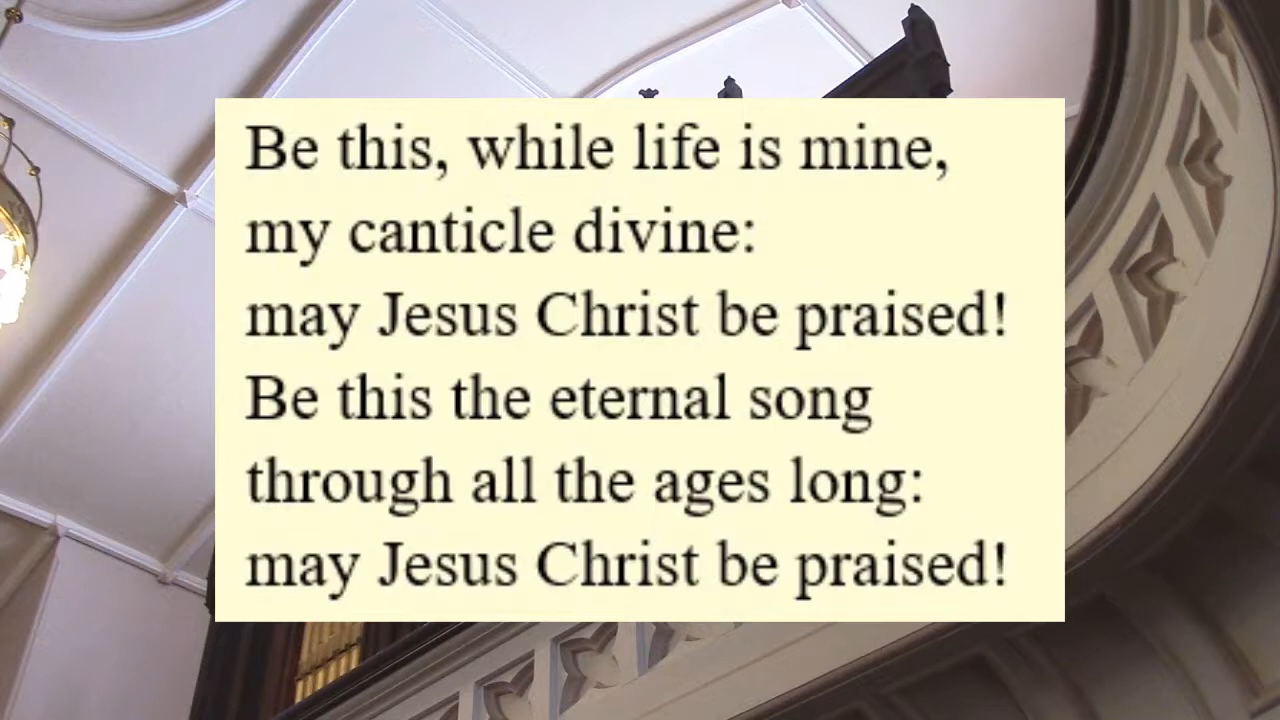 Be this, while life is mine,
my canticle divine:
may Jesus Christ be praised!
Be this the eternal song
through all the ages long:
may Jesus Christ be praised!